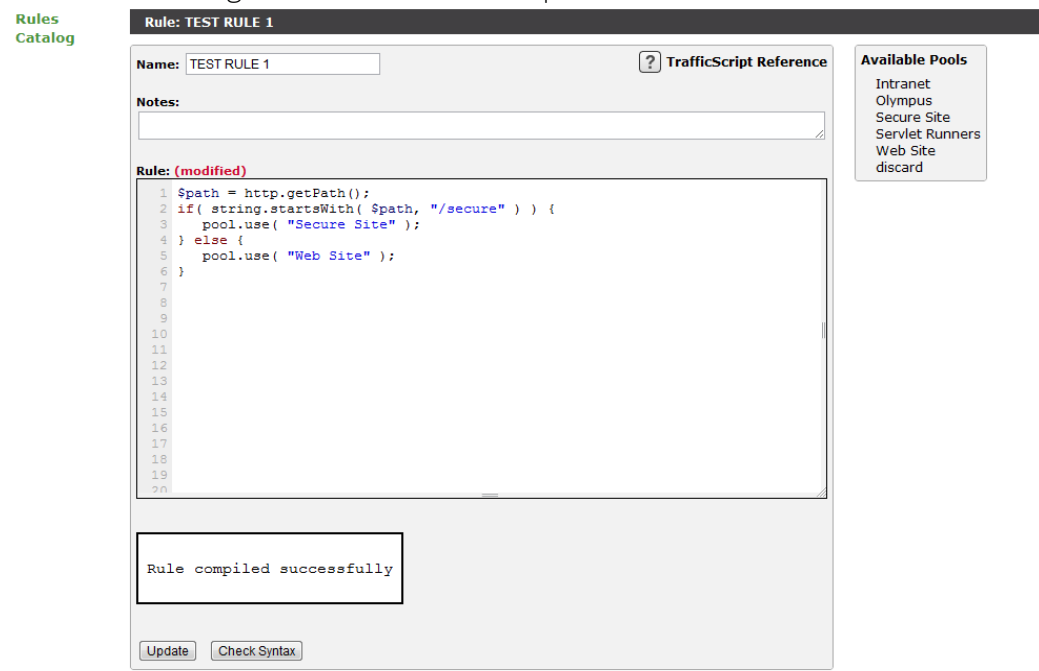 Rules
Catalog
Rule: TEST RULE 1
Name: TEST RULE 1
? TrafficScript Reference
Notes:
Rule: (modified)
1 $path = http.getPath();
2 if( string.startsWith( $path, "/secure" ) ) {
3    pool.use( "Secure Site" );
4 } else {
5    pool.use( "Web Site" );
6 }
7
8
9
10
11
12
13
14
15
16
17
18
19
20
Rule compiled successfully
Update Check Syntax
Available Pools
Intranet
Olympus
Secure Site
Servlet Runners
Web Site
discard